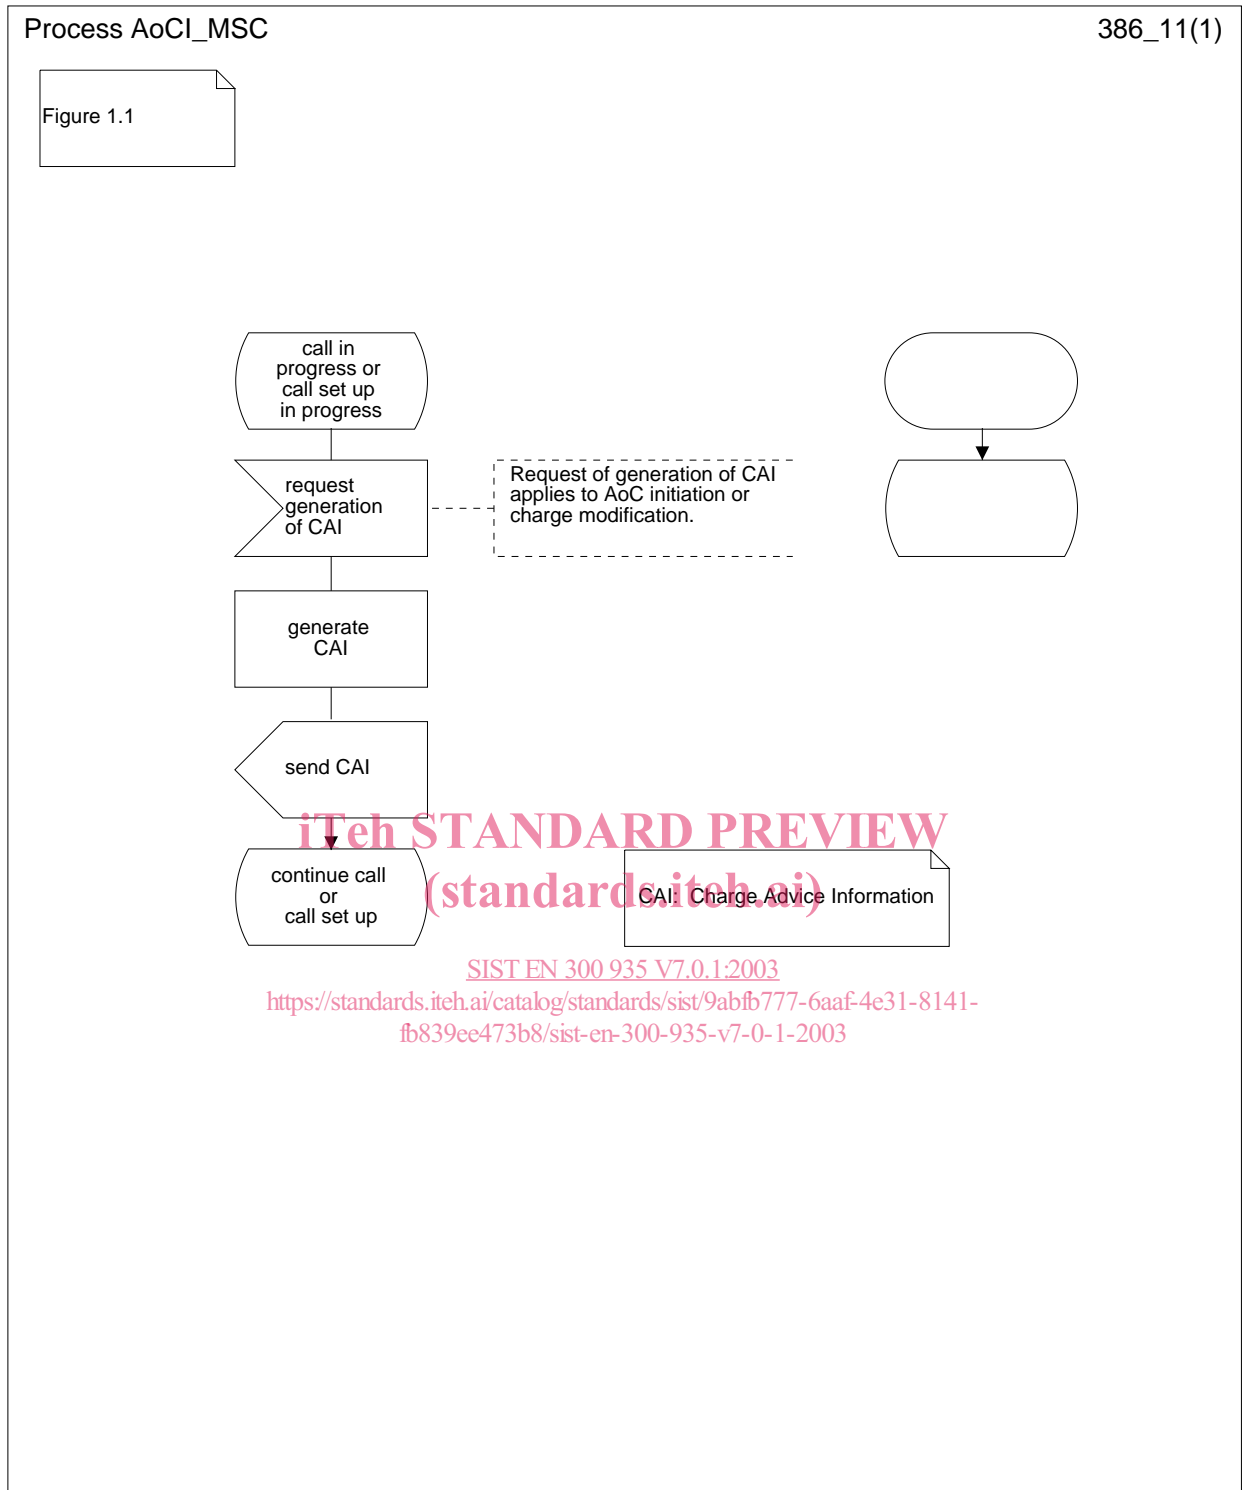 Process AoCI_MSC
386_11(1)
Figure 1.1
call in
progress or
call set up
in progress
request
generation
of CAI
Request of generation of CAI
applies to AoC initiation or
charge modification.
generate
CAI
send CAI
iTeh STANDARD PREVIEW
(standards.iteh.ai)
continue call
or
call set up
CAI:  Charge Advice Information
SIST EN 300 935 V7.0.1:2003
https://standards.iteh.ai/catalog/standards/sist/9abfb777-6aaf-4e31-8141-
fb839ee473b8/sist-en-300-935-v7-0-1-2003